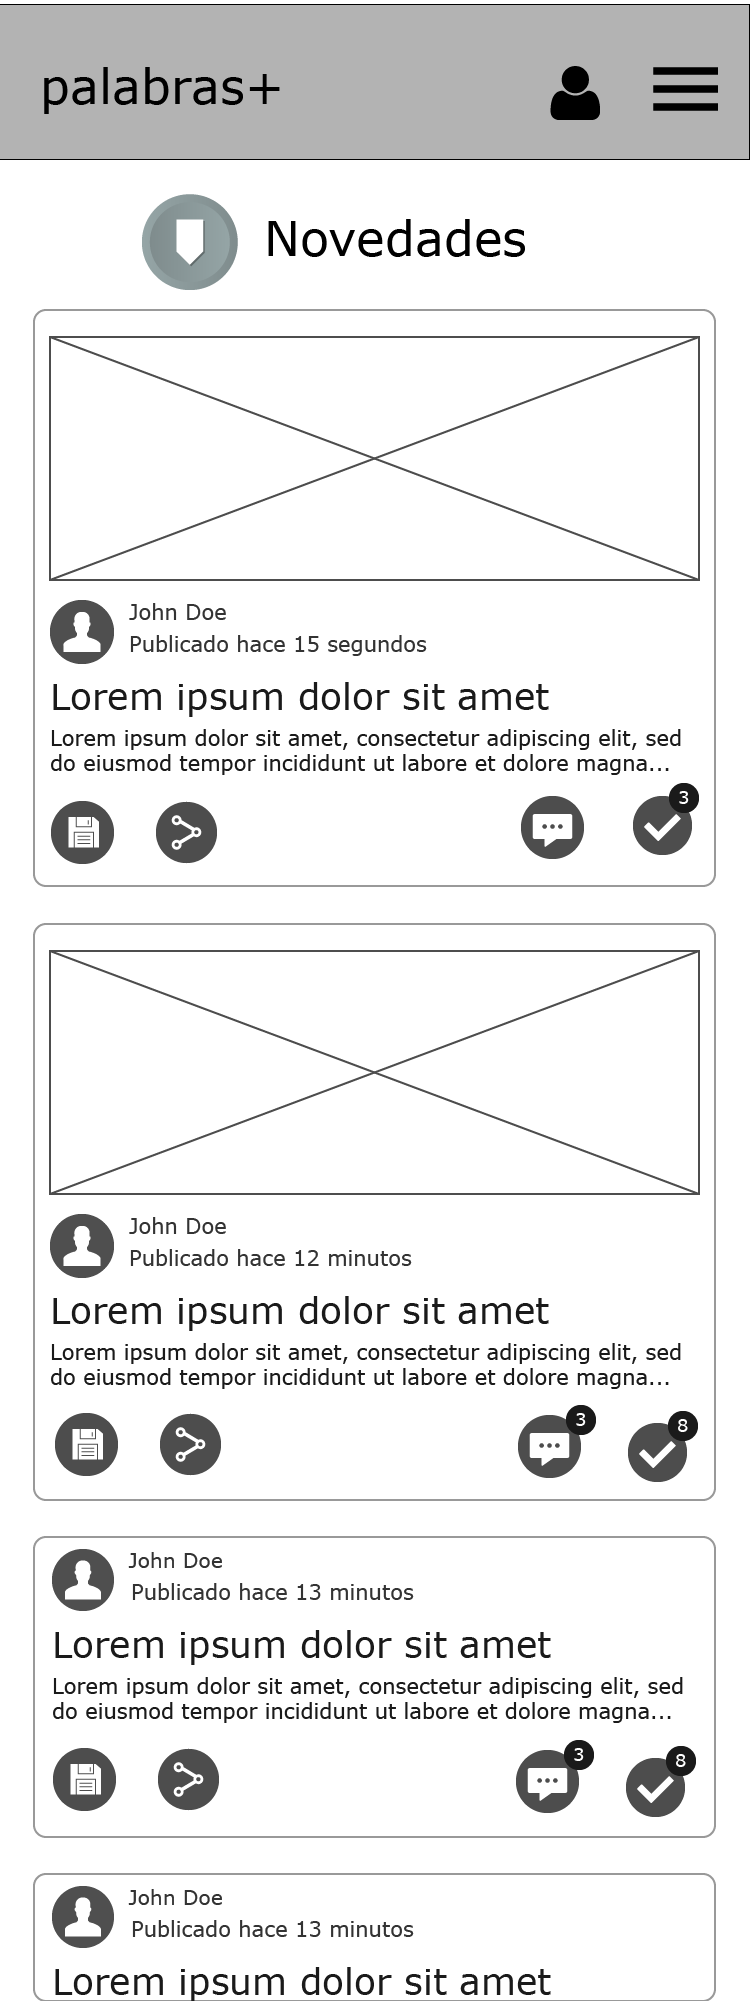 palabras+
Novedades
John Doe
Publicado hace 15 segundos
Lorem ipsum dolor sit amet
Lorem ipsum dolor sit amet, consectetur adipiscing elit, sed
do eiusmod tempor incididunt ut labore et dolore magna...
3
John Doe
Publicado hace 12 minutos
Lorem ipsum dolor sit amet
Lorem ipsum dolor sit amet, consectetur adipiscing elit, sed
do eiusmod tempor incididunt ut labore et dolore magna...
3 8
John Doe
Publicado hace 13 minutos
Lorem ipsum dolor sit amet
Lorem ipsum dolor sit amet, consectetur adipiscing elit, sed
do eiusmod tempor incididunt ut labore et dolore magna...
3 8
John Doe
Publicado hace 13 minutos
Lorem ipsum dolor sit amet